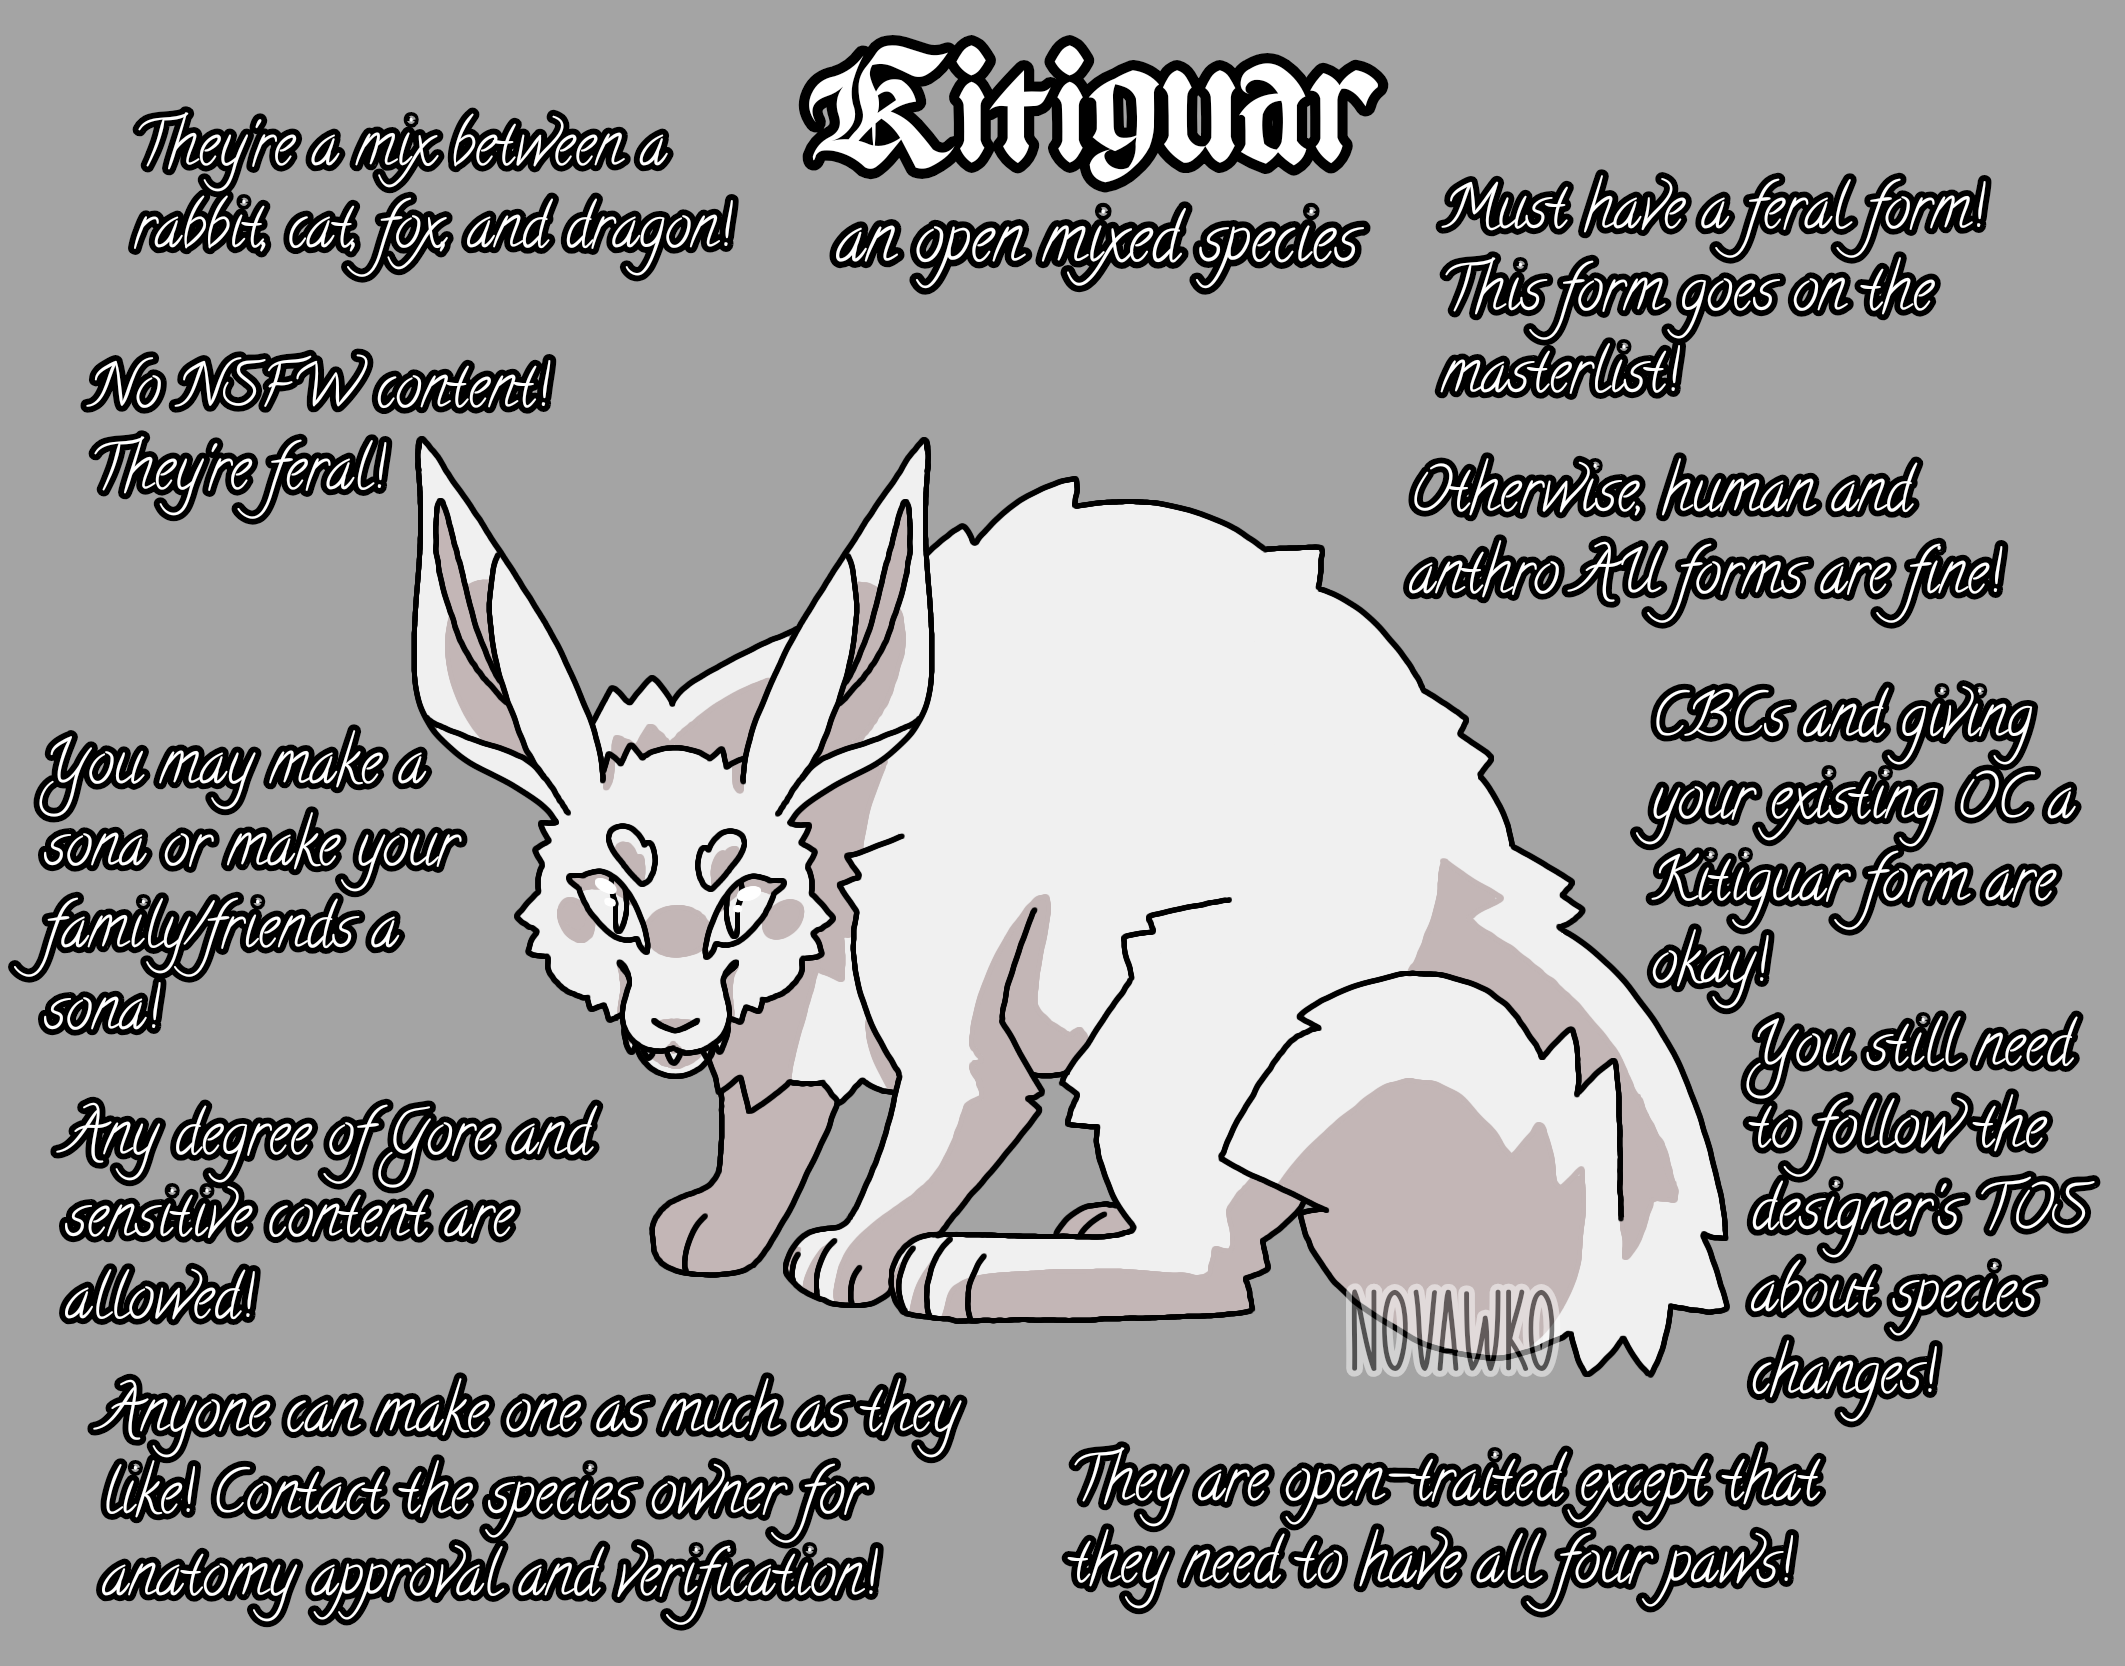 Kitiguar
an open mixed species
They're a mix between a
rabbit, cat, fox, and dragon!
No NSFW content!
They're feral!
You may make a
sona or make your
family/friends a
sona!
Any degree of Gore and
sensitive content are
allowed!
Anyone can make one as much as they
like! Contact the species owner for
anatomy approval and verification!
Must have a feral form!
This form goes on the
masterlist!
Otherwise, human and
anthro AU forms are fine!
CBCs and giving
your existing OC a
Kitiguar form are
okay!
You still need
to follow the
designer's TOS
about species
changes!
They are open-traited except that
they need to have all four paws!
NOVAWKO